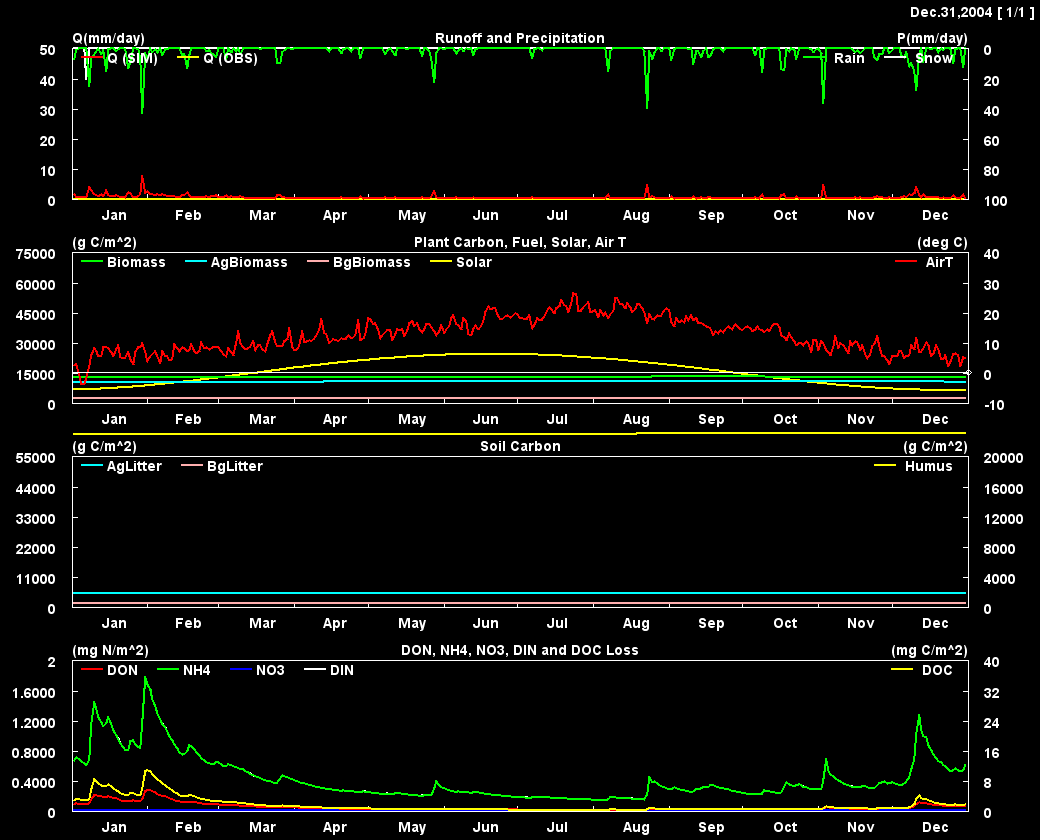 Dec.31,2004 [ 1/1 ]
Q(mm/day) Runoff and Precipitation P(mm/day)
50 0
Q (SIM) Q (OBS) Rain Snow
40 20
30 40
20 60
10 80
0 100
Jan Feb Mar Apr May Jun Jul Aug Sep Oct Nov Dec
(g C/m^2) Plant Carbon, Fuel, Solar, Air T (deg C)
75000 40
Biomass AgBiomass BgBiomass Solar AirT
60000 30
45000 20
30000 10
15000 0
0 -10
Jan Feb Mar Apr May Jun Jul Aug Sep Oct Nov Dec
(g C/m^2) Soil Carbon (g C/m^2)
55000 20000
AgLitter BgLitter Humus
44000 16000
33000 12000
22000 8000
11000 4000
0 0
Jan Feb Mar Apr May Jun Jul Aug Sep Oct Nov Dec
(mg N/m^2) DON, NH4, NO3, DIN and DOC Loss (mg C/m^2)
2 40
DON NH4 NO3 DIN DOC
1.6000 32
1.2000 24
0.8000 16
0.4000 8
0 0
Jan Feb Mar Apr May Jun Jul Aug Sep Oct Nov Dec